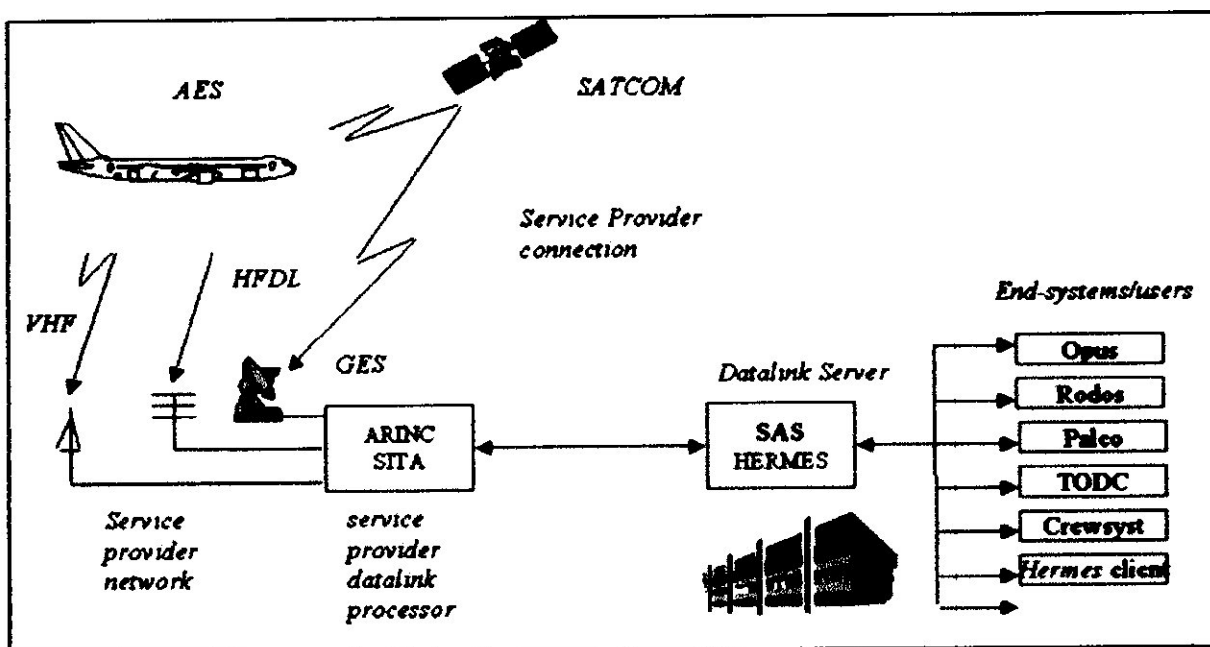 AES
SATCOM
Service Provider
connection
HFDL
VHF
GES
End-systems/users
Datalink Server
Opus
Rodos
Palco
TODC
Crewsyst
Hermes client
ARINC
SITA
SAS
HERMES
Service
provider
network
service
provider
datalink
processor